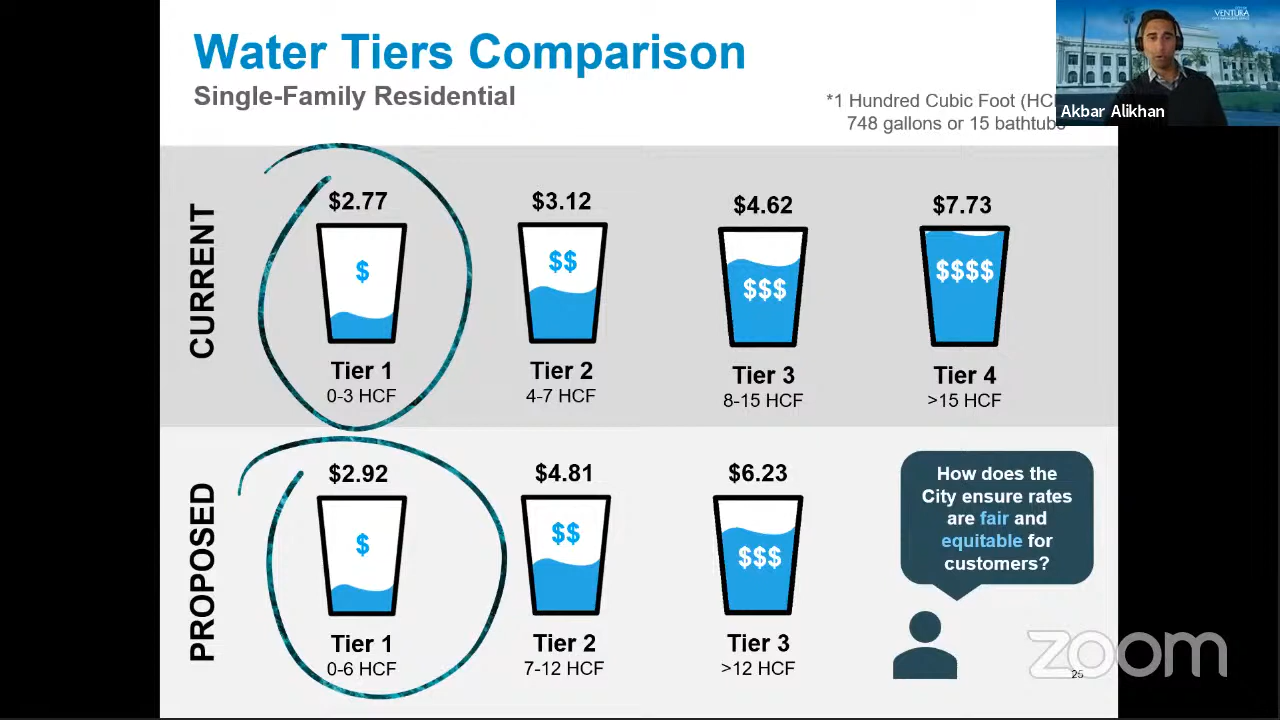 Water Tiers Comparison
Single-Family Residential
*1 Hundred Cubic Foot
748 gallons or 15 bathtubs
VENTURA
Akbar Alikhan
CURRENT
$2.77
$3.12
$4.62
$7.73
$
$$
$$$
$$$$
Tier 1
Tier 2
Tier 3
Tier 4
0-3 HCF
4-7 HCF
8-15 HCF
>15 HCF
PROPOSED
$2.92
$4.81
$6.23
$
$$
$$$
Tier 1
Tier 2
Tier 3
0-6 HCF
7-12 HCF
>12 HCF
How does the
City ensure rates
are fair and
equitable for
customers?
zoom
25